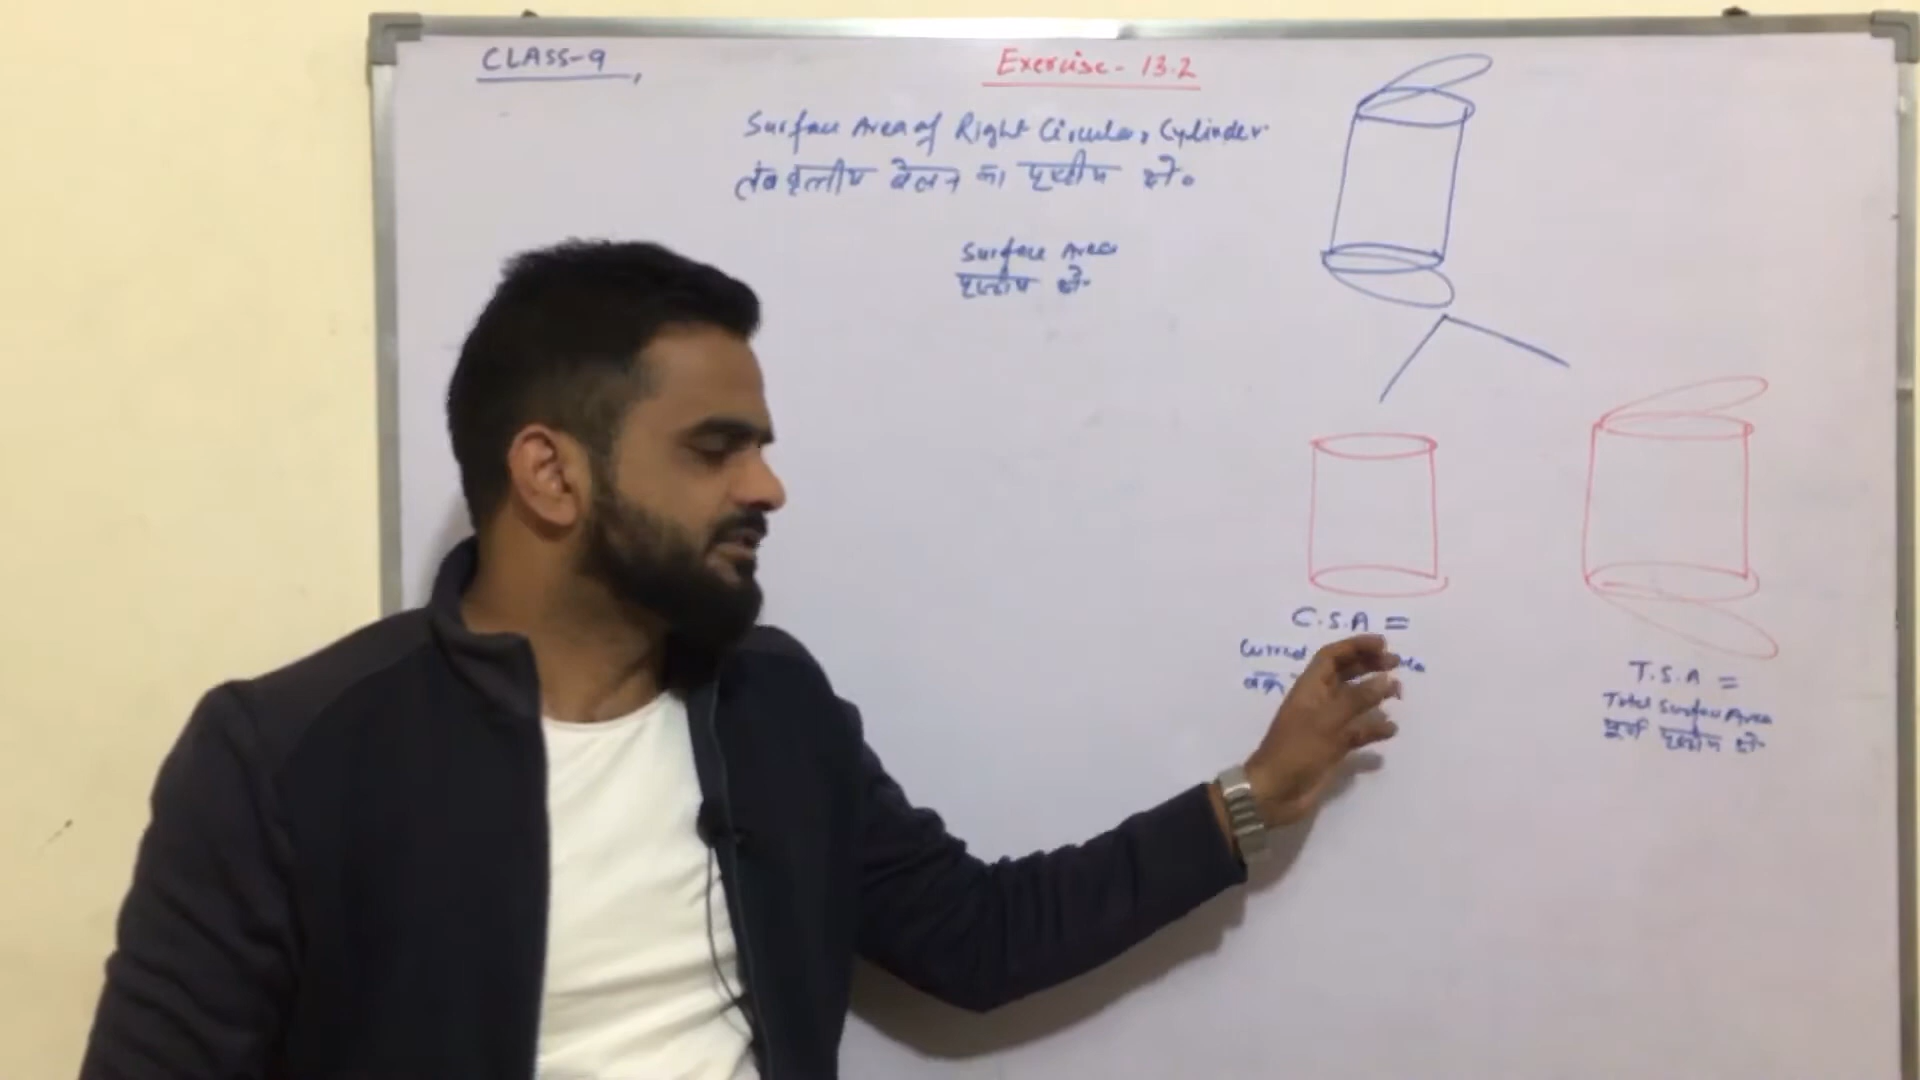 CLASS-9
Exercise - 13.2
Surface Area of Right Circular Cylinder
लंब वृत्तीय बेलन का पृष्ठीय क्षे०
Surface Area
पृष्ठीय क्षे०
C.S.A =
Curved
वक्र
T.S.A =
Total Surface Area
पूर्ण पृष्ठीय क्षे०